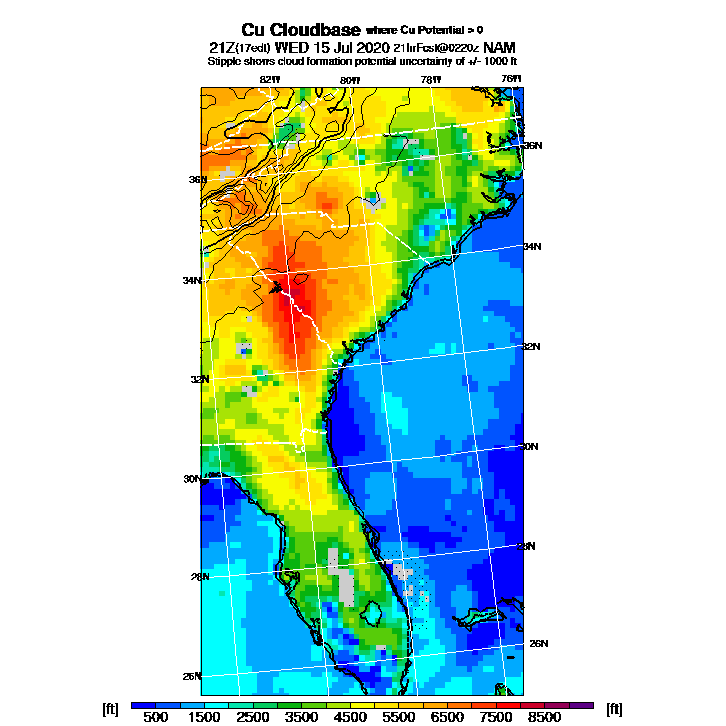 Cu Cloudbase where Cu Potential > 0
21Z(17edt) WED 15 Jul 2020 21hrFcst@0220z NAM
Stipple shows cloud formation potential uncertainty of +/- 1000 ft
82W 80W 78W 76W
36N
36N
34N
34N
32N
32N
30N
30N
28N
28N
26N
26N
[ft] [ft]
500 1500 2500 3500 4500 5500 6500 7500 8500